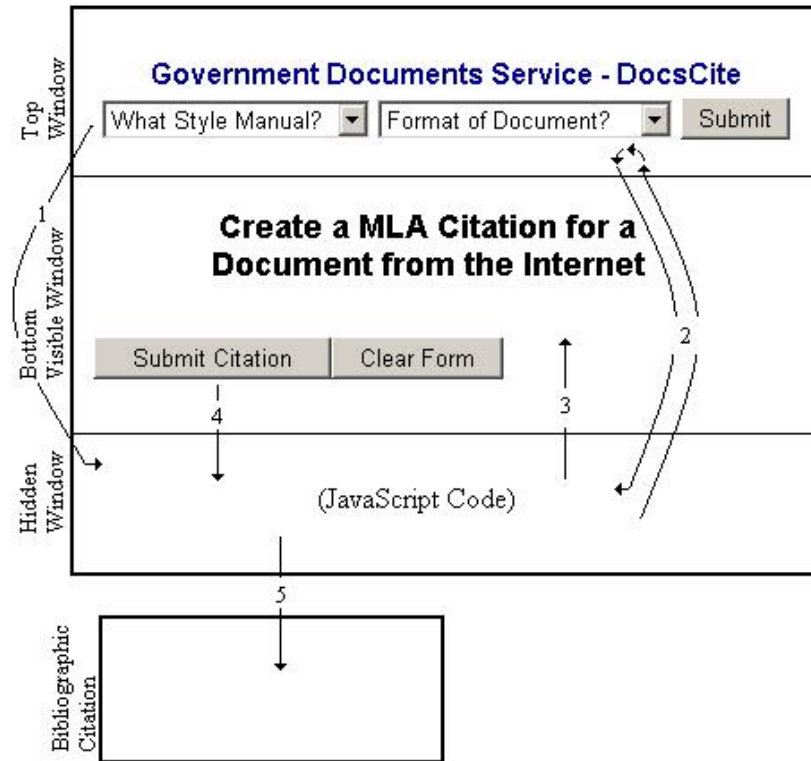 Government Documents Service - DocsCite
Top
Window
What Style Manual?
Format of Document?
Submit
1
Bottom
Visible Window
Create a MLA Citation for a
Document from the Internet
2
Submit Citation
Clear Form
4
3
Hidden
Window
(JavaScript Code)
5
Bibliographic
Citation